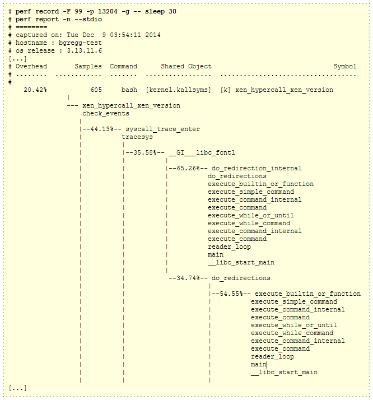 # perf record -F 99 -p 13204 -g -- sleep 30
# perf report -n --stdio
# ========
# captured on: Tue Dec  9 03:54:11 2014
# hostname : bgregg-test
# os release : 3.13.11.6
[...]
# Overhead       Samples  Command      Shared Object                              Symbol
# ........  ............  .......  .................  ...................................
#
    20.42%           605     bash  [kernel.kallsyms]  [k] xen_hypercall_xen_version
                |
                --- xen_hypercall_xen_version
                    check_events
                   |
                   |--44.13%-- syscall_trace_enter
                   |          tracesys
                   |          |
                   |          |--35.58%-- __GI___libc_fcntl
                   |          |          |
                   |          |          |--65.26%-- do_redirection_internal
                   |          |          |          do_redirections
                   |          |          |          execute_builtin_or_function
                   |          |          |          execute_simple_command
                   |          |          |          execute_command_internal
                   |          |          |          execute_command
                   |          |          |          execute_while_or_until
                   |          |          |          execute_while_command
                   |          |          |          execute_command_internal
                   |          |          |          execute_command
                   |          |          |          reader_loop
                   |          |          |          main
                   |          |          |          __libc_start_main
                   |          |          |
                   |          |           --34.74%-- do_redirections
                   |          |                     |
                   |          |                     |--54.55%-- execute_builtin_or_function
                   |          |                     |          execute_simple_command
                   |          |                     |          execute_command_internal
                   |          |                     |          execute_command
                   |          |                     |          execute_while_or_until
                   |          |                     |          execute_while_command
                   |          |                     |          execute_command_internal
                   |          |                     |          execute_command
                   |          |                     |          reader_loop
                   |          |                     |          main
                   |          |                     |          __libc_start_main
                   |          |                     |
[...]